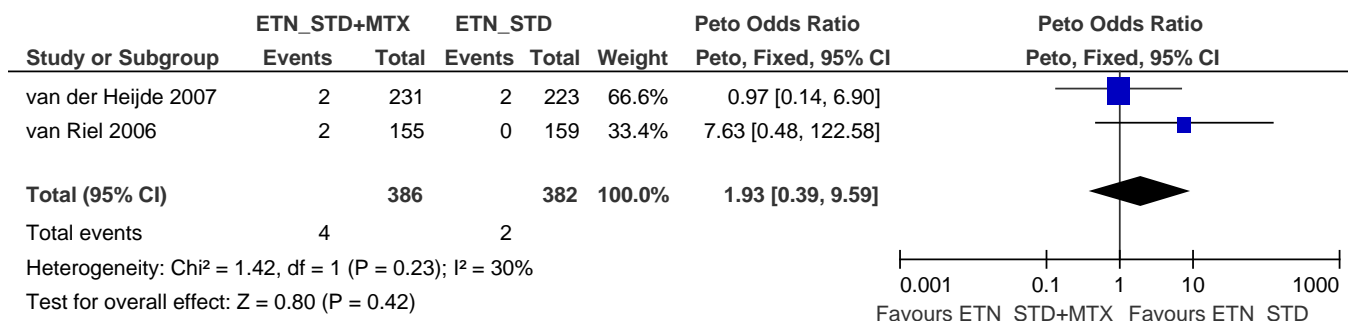 ETN_STD+MTX ETN_STD Peto Odds Ratio Peto Odds Ratio
Study or Subgroup Events Total Events Total Weight Peto, Fixed, 95% CI Peto, Fixed, 95% CI
van der Heijde 2007 2 231 2 223 66.6% 0.97 [0.14, 6.90]
van Riel 2006 2 155 0 159 33.4% 7.63 [0.48, 122.58]
Total (95% CI) 386 382 100.0% 1.93 [0.39, 9.59]
Total events 4 2
Heterogeneity: Chi² = 1.42, df = 1 (P = 0.23); I² = 30%
Test for overall effect: Z = 0.80 (P = 0.42)
0.001 0.1 1 10 1000
Favours ETN_STD+MTX Favours ETN_STD